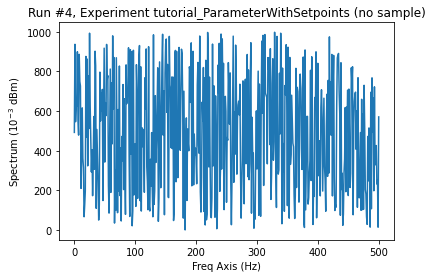 Run #4, Experiment tutorial_ParameterWithSetpoints (no sample)
1000
800
600
400
200
0
Spectrum (10⁻³ dBm)
0 100 200 300 400 500
Freq Axis (Hz)